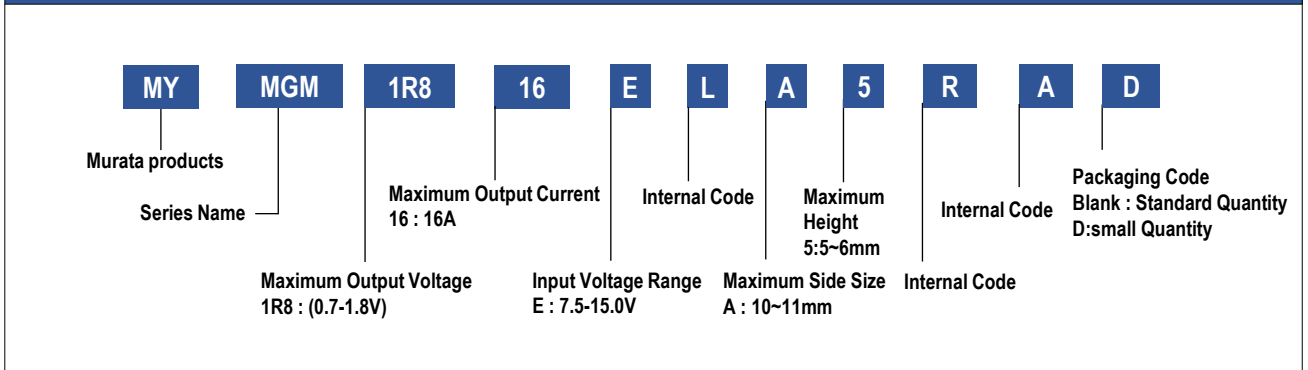 MY MGM 1R8 16 E L A 5 R A D
Murata products
Series Name
Maximum Output Voltage
1R8 : (0.7-1.8V)
Maximum Output Current
16 : 16A
Input Voltage Range
E : 7.5-15.0V
Internal Code
Maximum Side Size
A : 10~11mm
Maximum
Height
5:5~6mm
Internal Code
Internal Code
Packaging Code
Blank : Standard Quantity
D:small Quantity